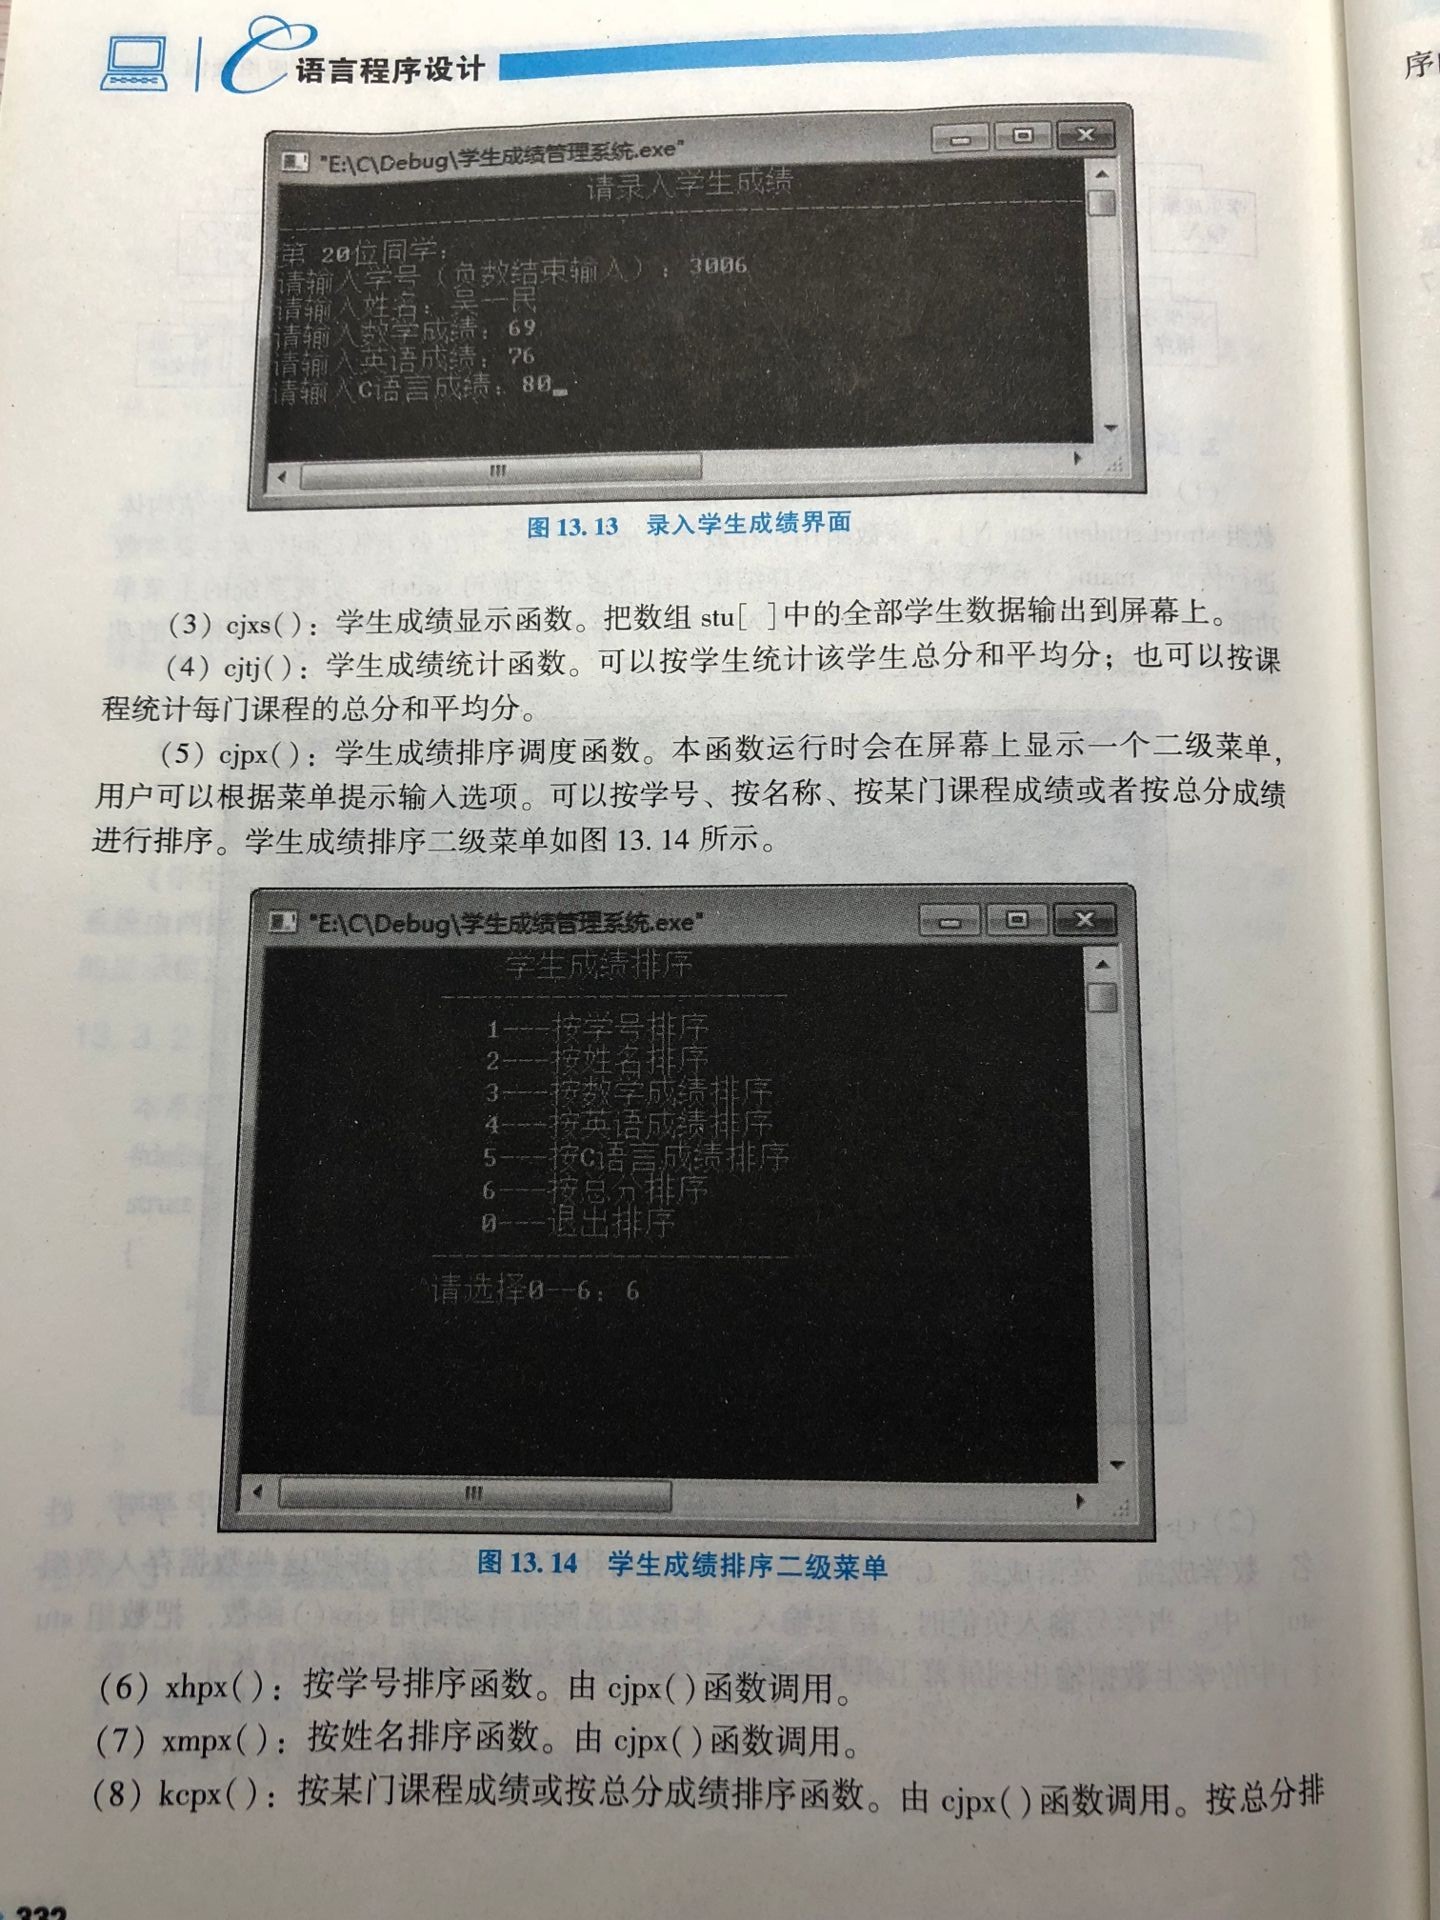 C语言程序设计
"E:\C\Debug\学生成绩管理系统.exe"
请录入学生成绩
第 20位同学:
请输入学号（负数结束输入）: 3006
请输入姓名: 吴一民
请输入数学成绩: 69
请输入英语成绩: 76
请输入C语言成绩: 80
图 13.13 录入学生成绩界面
(3) cjxs( )：学生成绩显示函数。把数组 stu[ ]中的全部学生数据输出到屏幕上。
(4) cjtj( )：学生成绩统计函数。可以按学生统计该学生总分和平均分；也可以按课
程统计每门课程的总分和平均分。
(5) cjpx( )：学生成绩排序调度函数。本函数运行时会在屏幕上显示一个二级菜单，
用户可以根据菜单提示输入选项。可以按学号、按名称、按某门课程成绩或者按总分成绩
进行排序。学生成绩排序二级菜单如图 13.14 所示。
"E:\C\Debug\学生成绩管理系统.exe"
学生成绩排序
1---按学号排序
2---按姓名排序
3---按数学成绩排序
4---按英语成绩排序
5---按C语言成绩排序
6---按总分排序
0---退出排序
请选择0--6: 6
图 13.14 学生成绩排序二级菜单
(6) xhpx( )：按学号排序函数。由 cjpx( )函数调用。
(7) xmpx( )：按姓名排序函数。由 cjpx( )函数调用。
(8) kcpx( )：按某门课程成绩或按总分成绩排序函数。由 cjpx( )函数调用。按总分排
332